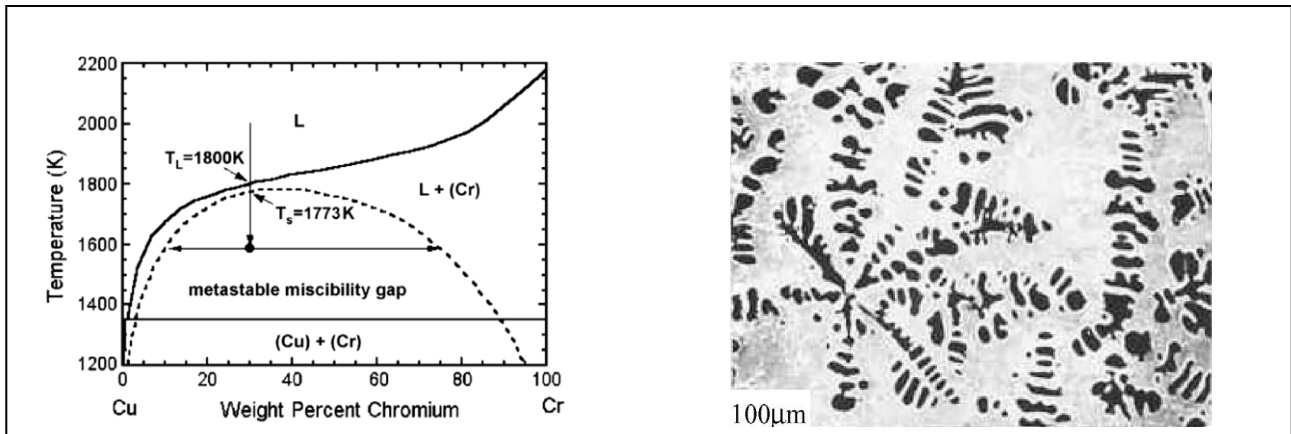 2200
2000
1800
1600
1400
1200
Temperature (K)
L
T_L=1800K
L + (Cr)
T_s=1773K
metastable miscibility gap
(Cu) + (Cr)
0 20 40 60 80 100
Cu Weight Percent Chromium Cr
100µm